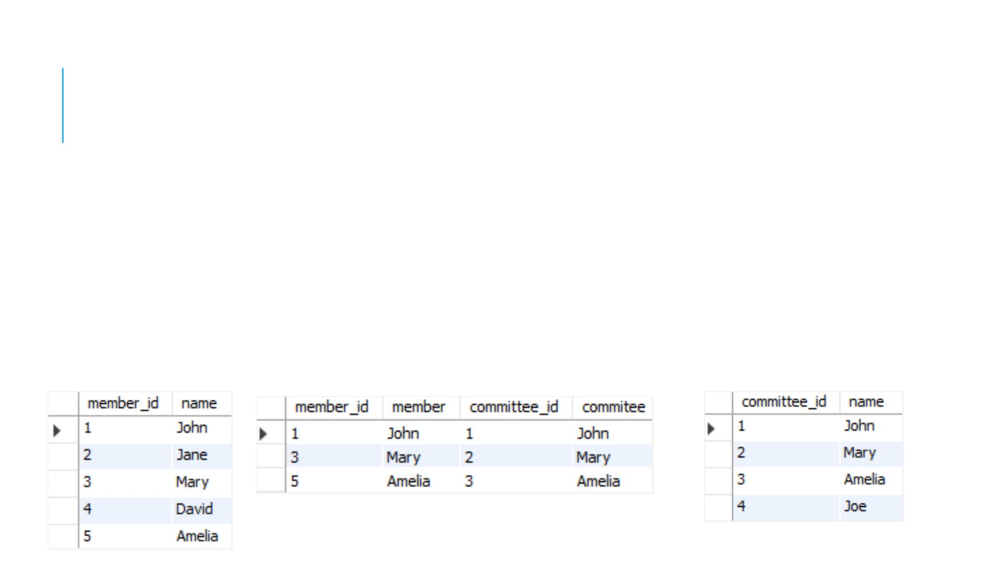 member_id name
1 John
2 Jane
3 Mary
4 David
5 Amelia
member_id member committee_id commitee
1 John 1 John
3 Mary 2 Mary
5 Amelia 3 Amelia
committee_id name
1 John
2 Mary
3 Amelia
4 Joe